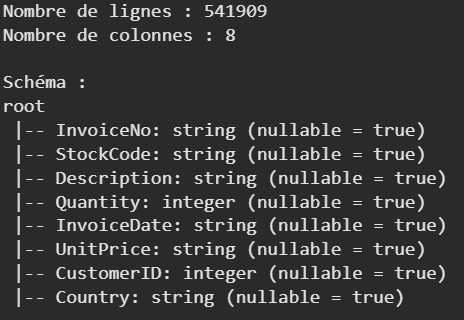 Nombre de lignes : 541909
Nombre de colonnes : 8
Schéma :
root
|-- InvoiceNo: string (nullable = true)
|-- StockCode: string (nullable = true)
|-- Description: string (nullable = true)
|-- Quantity: integer (nullable = true)
|-- InvoiceDate: string (nullable = true)
|-- UnitPrice: string (nullable = true)
|-- CustomerID: integer (nullable = true)
|-- Country: string (nullable = true)